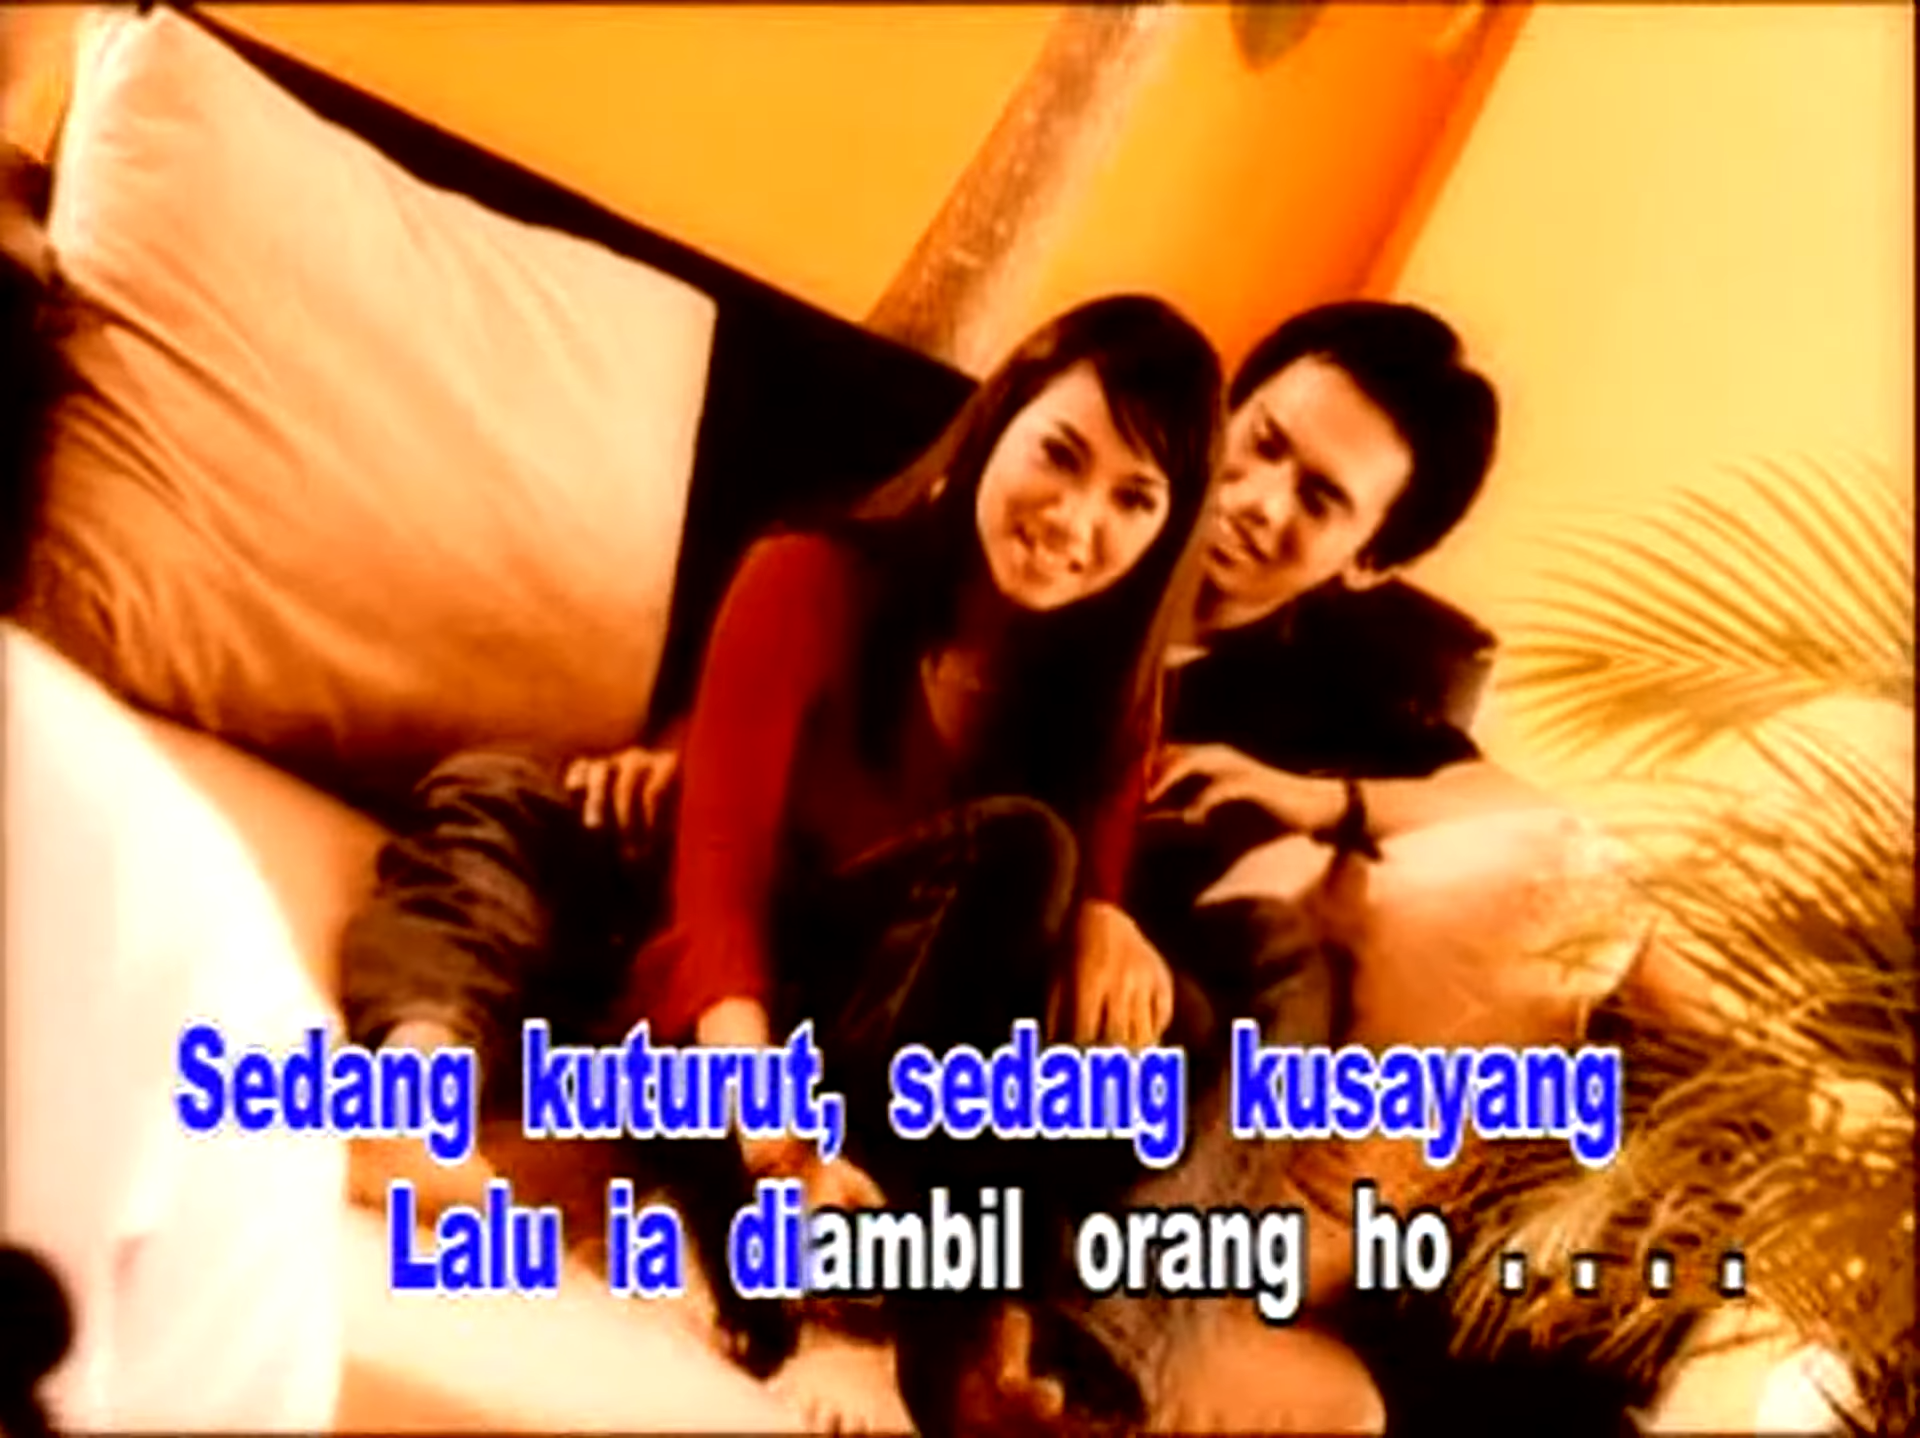 Sedang kuturut, sedang kusayang
Lalu ia diambil orang ho . . . .